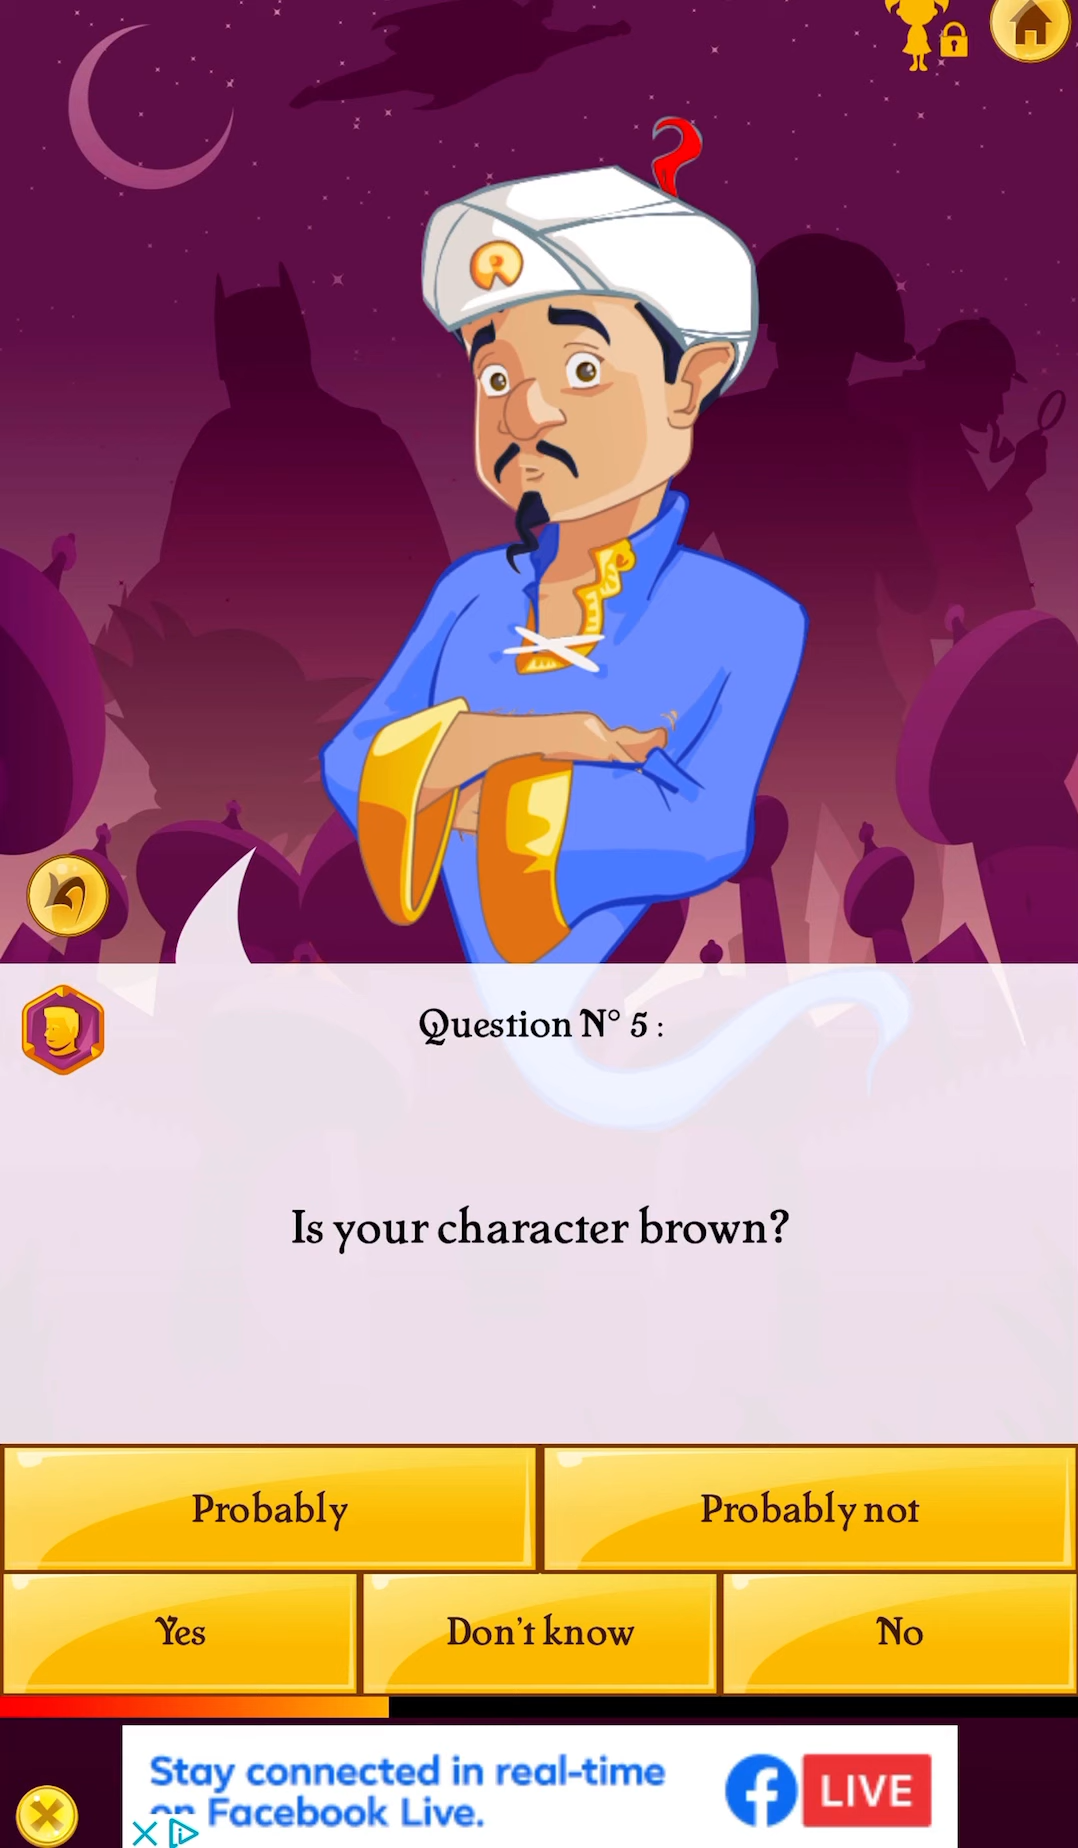 Question N° 5 :
Is your character brown?
Probably
Probably not
Yes
Don't know
No
Stay connected in real-time
on Facebook Live.
LIVE